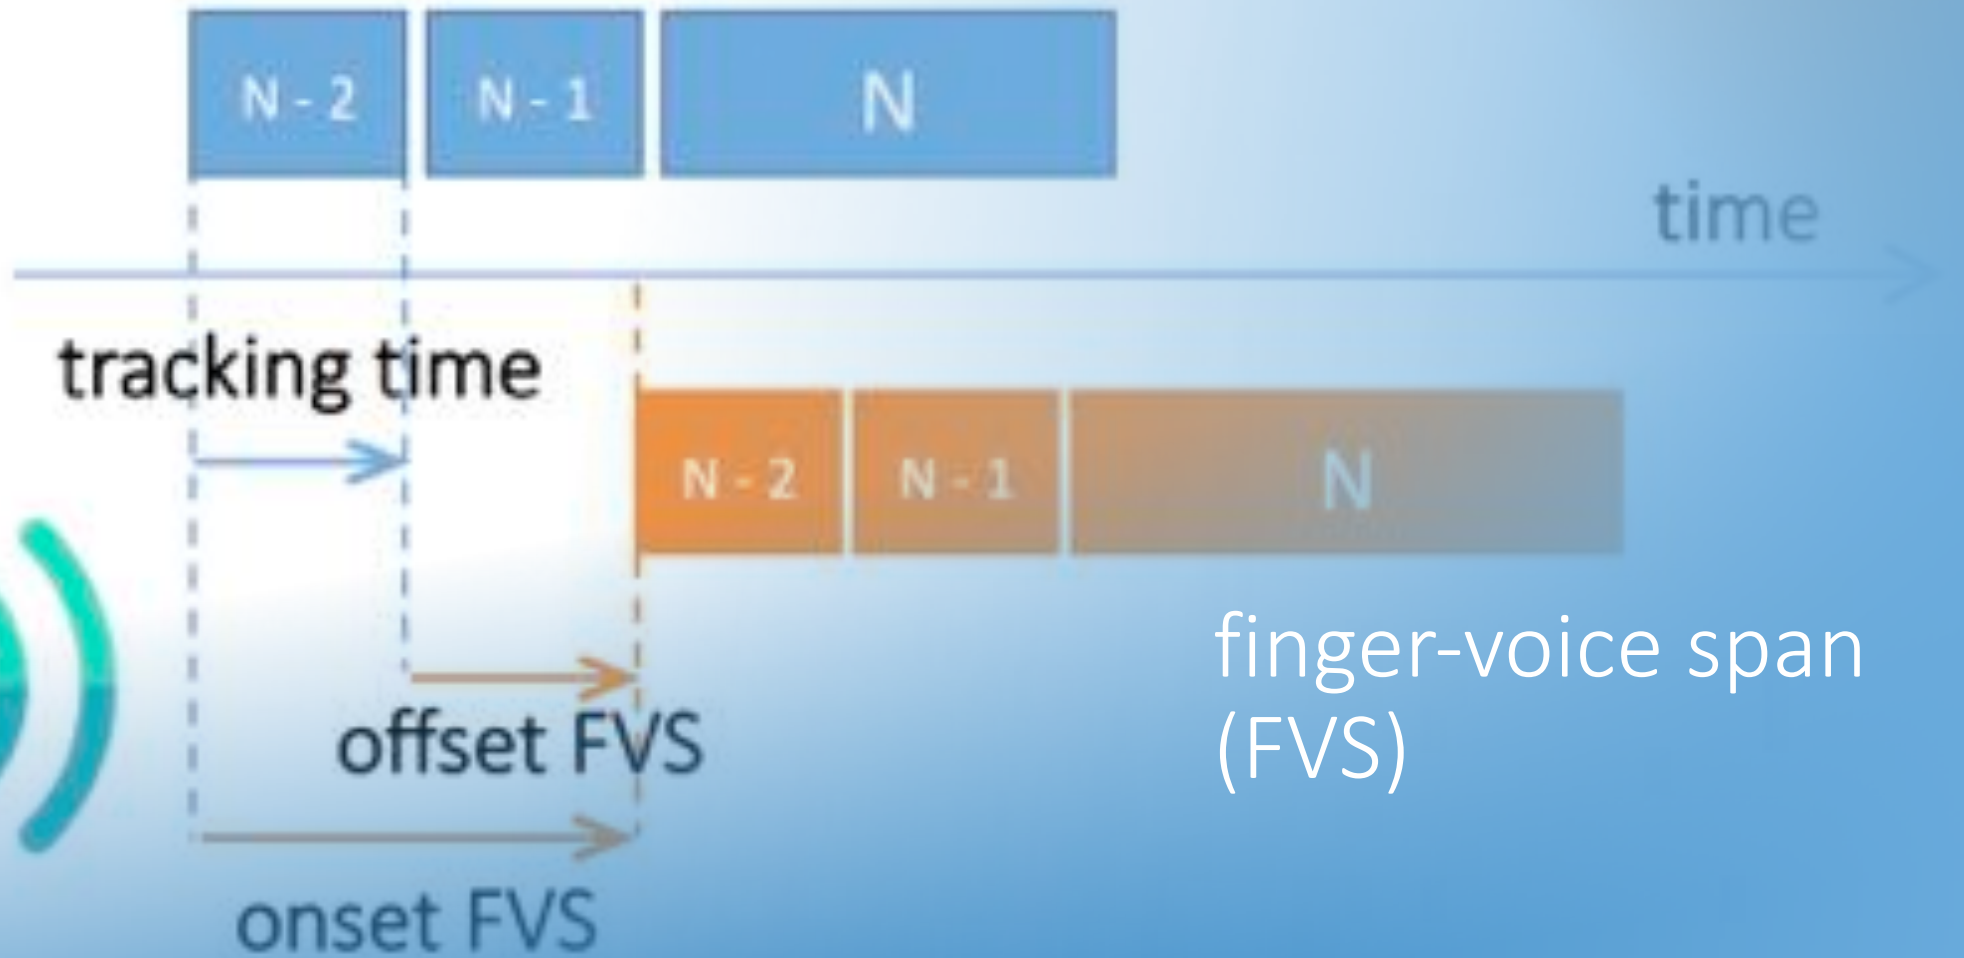 N - 2 N - 1 N
time
tracking time
N - 2 N - 1 N
finger-voice span
(FVS)
offset FVS
onset FVS